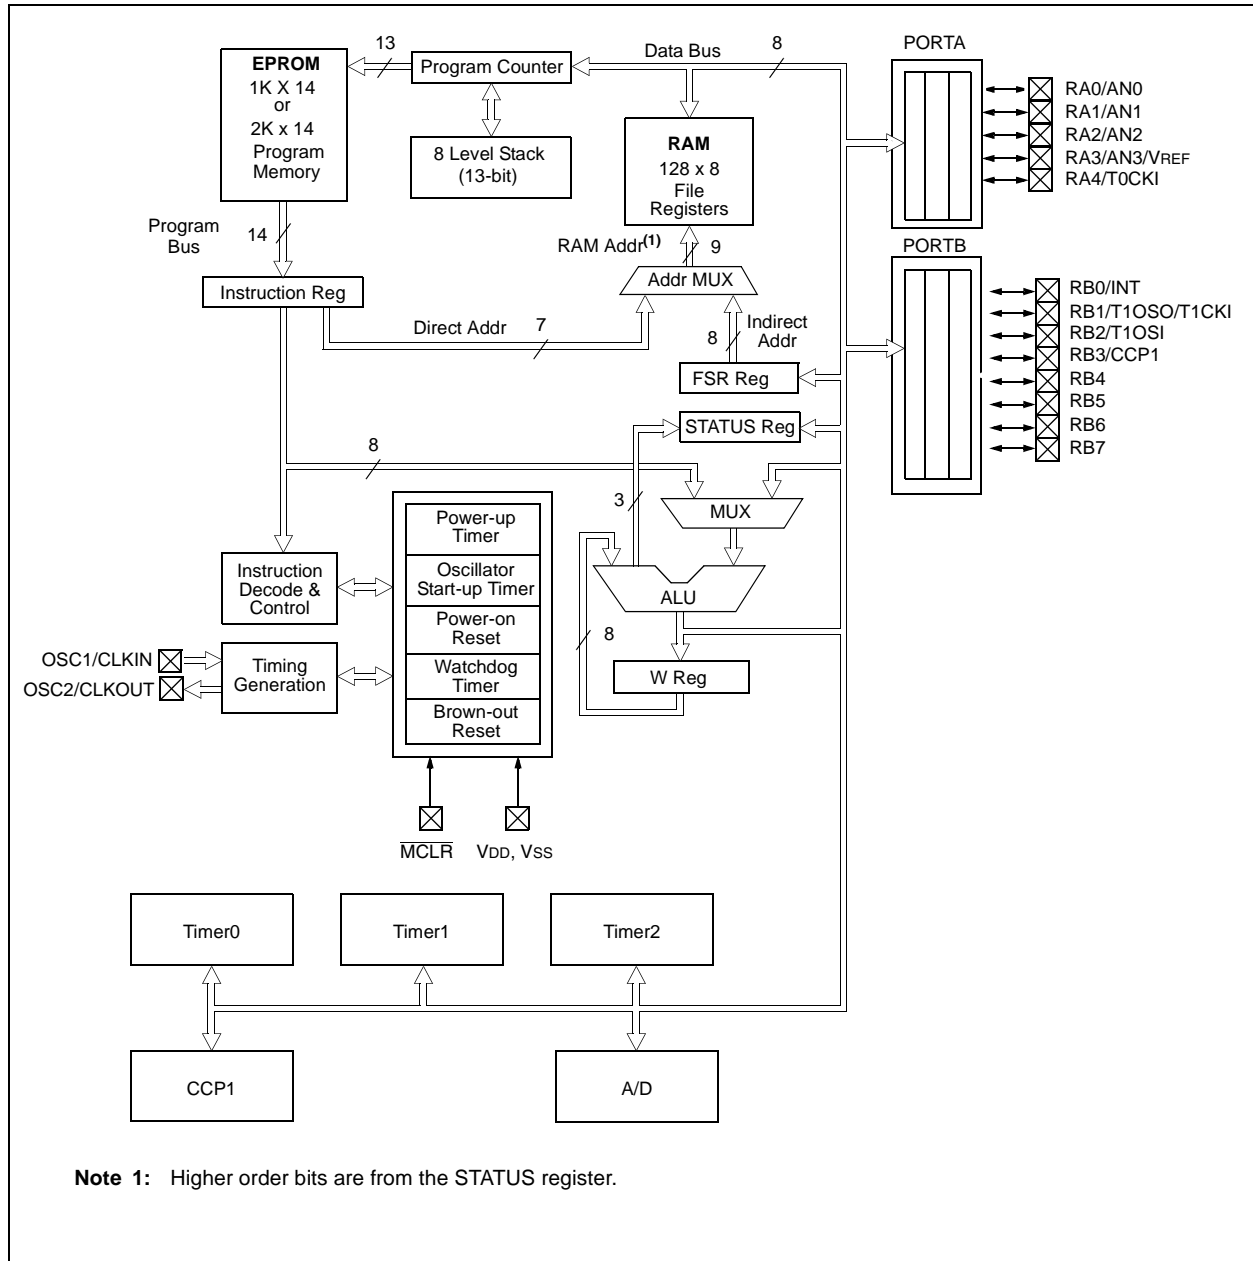 EPROM
1K X 14
or
2K x 14
Program
Memory
13
Program Counter
Data Bus
8
8 Level Stack
(13-bit)
RAM
128 x 8
File
Registers
PORTA
RA0/AN0
RA1/AN1
RA2/AN2
RA3/AN3/VREF
RA4/T0CKI
Program
Bus
14
RAM Addr(1)
9
PORTB
Instruction Reg
Addr MUX
RB0/INT
RB1/T1OSO/T1CKI
RB2/T1OSI
RB3/CCP1
RB4
RB5
RB6
RB7
Direct Addr
7
8
Indirect
Addr
FSR Reg
STATUS Reg
8
3
MUX
Power-up
Timer
Oscillator
Start-up Timer
Power-on
Reset
Watchdog
Timer
Brown-out
Reset
Instruction
Decode &
Control
ALU
8
W Reg
OSC1/CLKIN
OSC2/CLKOUT
Timing
Generation
MCLR
VDD, VSS
Timer0
Timer1
Timer2
CCP1
A/D
Note 1: Higher order bits are from the STATUS register.